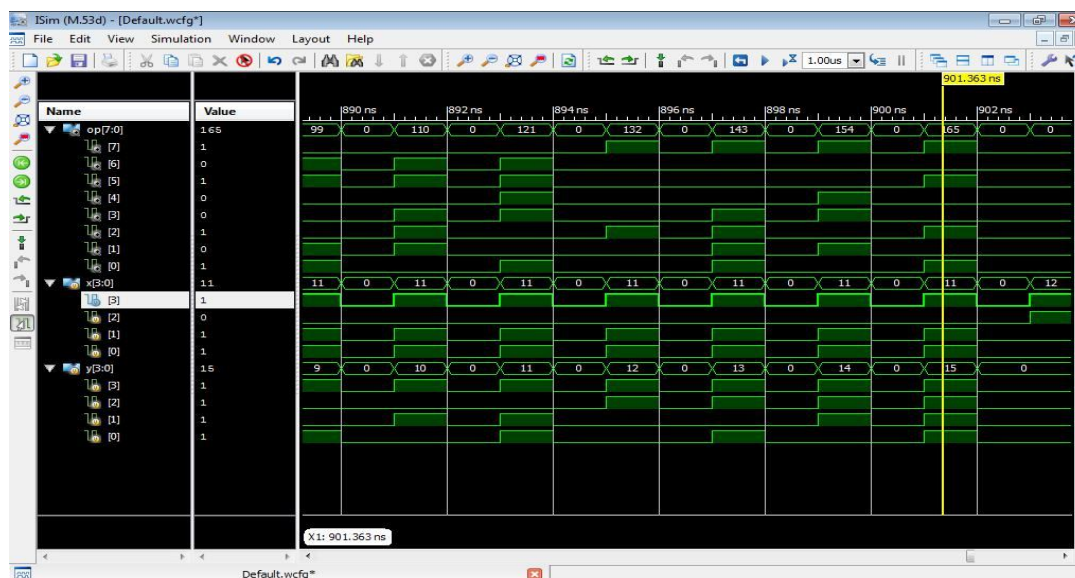 ISim (M.53d) - [Default.wcfg*]
File Edit View Simulation Window Layout Help
1.00us
901.363 ns
Name Value
890 ns 892 ns 894 ns 896 ns 898 ns 900 ns 902 ns
op[7:0] 165 99 0 110 0 121 0 132 0 143 0 154 0 165 0 0
[7] 1
[6] 0
[5] 1
[4] 0
[3] 0
[2] 1
[1] 0
[0] 1
x[3:0] 11 11 0 11 0 11 0 11 0 11 0 11 0 11 0 12
[3] 1
[2] 0
[1] 1
[0] 1
y[3:0] 15 9 0 10 0 11 0 12 0 13 0 14 0 15 0
[3] 1
[2] 1
[1] 1
[0] 1
X1: 901.363 ns
Default.wcfg*